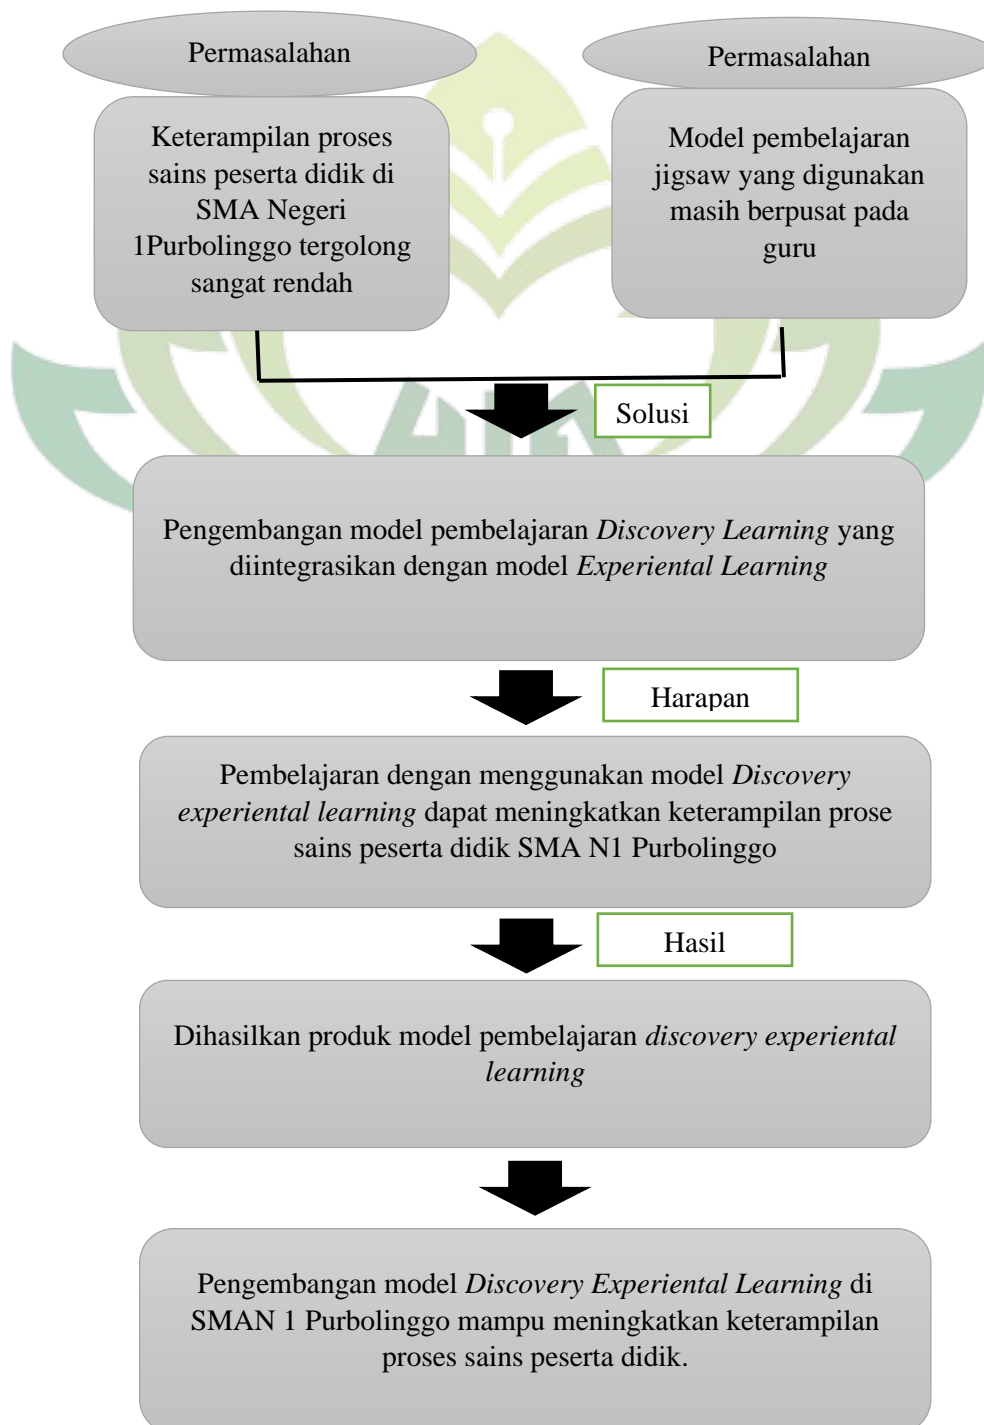 Permasalahan
Keterampilan proses
sains peserta didik di
SMA Negeri
1Purbolinggo tergolong
sangat rendah
Permasalahan
Model pembelajaran
jigsaw yang digunakan
masih berpusat pada
guru
Solusi
Pengembangan model pembelajaran Discovery Learning yang
diintegrasikan dengan model Experiental Learning
Harapan
Pembelajaran dengan menggunakan model Discovery
experiental learning dapat meningkatkan keterampilan prose
sains peserta didik SMA N1 Purbolinggo
Hasil
Dihasilkan produk model pembelajaran discovery experiental
learning
Pengembangan model Discovery Experiental Learning di
SMAN 1 Purbolinggo mampu meningkatkan keterampilan
proses sains peserta didik.